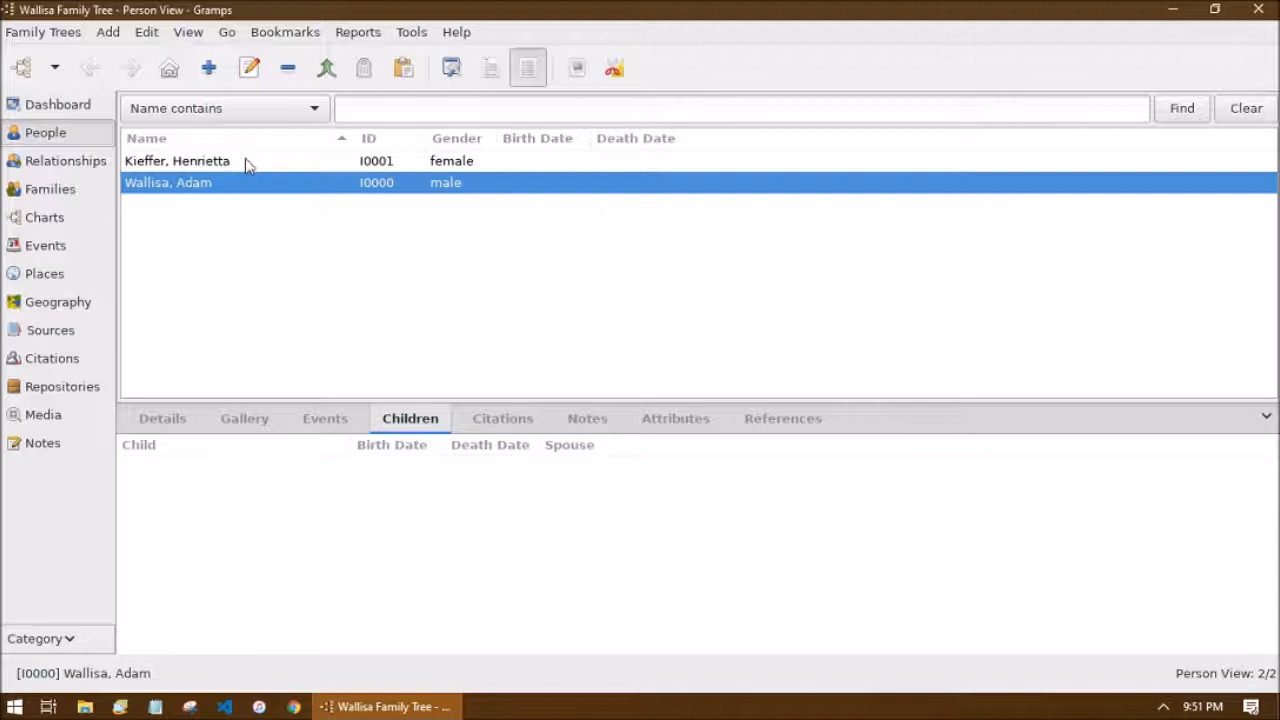 Wallisa Family Tree - Person View - Gramps
Family Trees Add Edit View Go Bookmarks Reports Tools Help
Name contains Find Clear
Dashboard
People
Relationships
Families
Charts
Events
Places
Geography
Sources
Citations
Repositories
Media
Notes
Category
Name ID Gender Birth Date Death Date
Kieffer, Henrietta I0001 female
Wallisa, Adam I0000 male
Details Gallery Events Children Citations Notes Attributes References
Child Birth Date Death Date Spouse
[I0000] Wallisa, Adam Person View: 2/2
Wallisa Family Tree - ... 9:51 PM